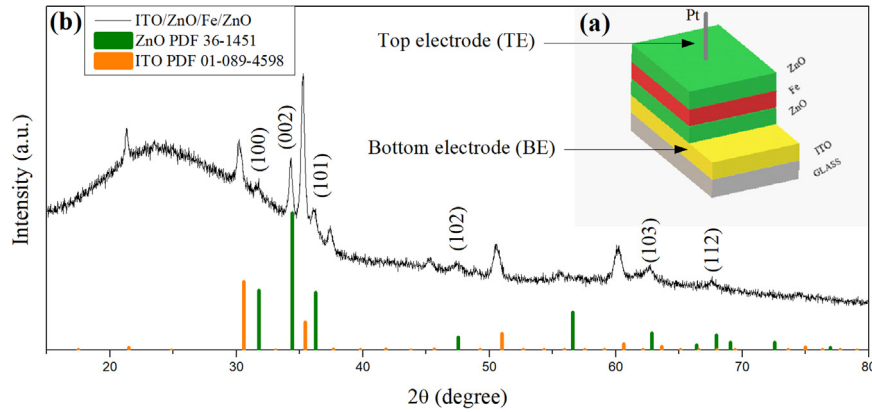 (b)
ITO/ZnO/Fe/ZnO
ZnO PDF 36-1451
ITO PDF 01-089-4598
(a)
Pt
Top electrode (TE)
ZnO
Fe
ZnO
Bottom electrode (BE)
ITO
GLASS
Intensity (a.u.)
(100)
(002)
(101)
(102)
(103)
(112)
20 30 40 50 60 70 80
2θ (degree)